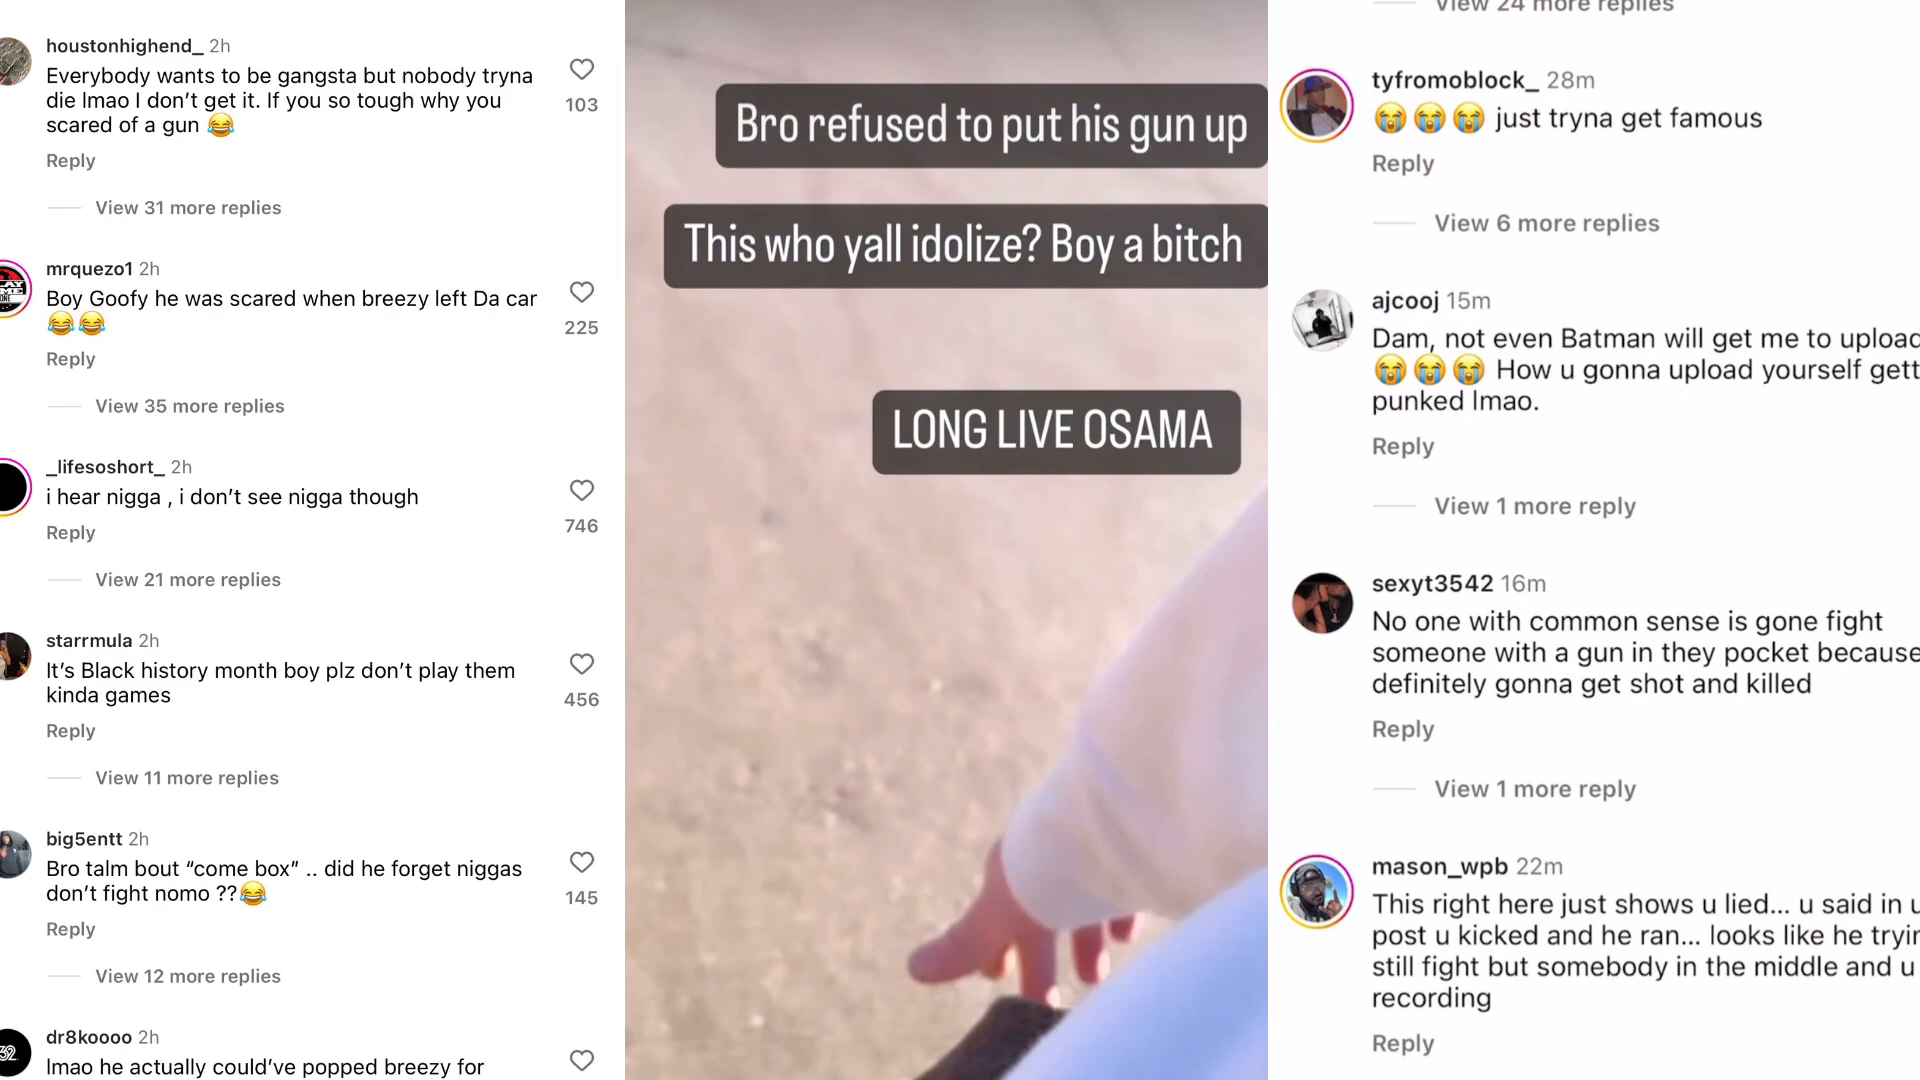 houstonhighend_ 2h
Everybody wants to be gangsta but nobody tryna
die lmao I don't get it. If you so tough why you
scared of a gun 😂
103
Reply
View 31 more replies
mrquezo1 2h
Boy Goofy he was scared when breezy left Da car
😂😂
225
Reply
View 35 more replies
_lifesoshort_ 2h
i hear nigga , i don't see nigga though
746
Reply
View 21 more replies
starrmula 2h
It's Black history month boy plz don't play them
kinda games
456
Reply
View 11 more replies
big5entt 2h
Bro talm bout “come box” .. did he forget niggas
don't fight nomo ??😂
145
Reply
View 12 more replies
dr8koooo 2h
lmao he actually could've popped breezy for
Bro refused to put his gun up
This who yall idolize? Boy a bitch
LONG LIVE OSAMA
View 24 more replies
tyfromoblock_ 28m
😭😭😭 just tryna get famous
Reply
View 6 more replies
ajcooj 15m
Dam, not even Batman will get me to upload
😭😭😭 How u gonna upload yourself gett
punked lmao.
Reply
View 1 more reply
sexyt3542 16m
No one with common sense is gone fight
someone with a gun in they pocket because
definitely gonna get shot and killed
Reply
View 1 more reply
mason_wpb 22m
This right here just shows u lied... u said in u
post u kicked and he ran... looks like he tryin
still fight but somebody in the middle and u
recording
Reply